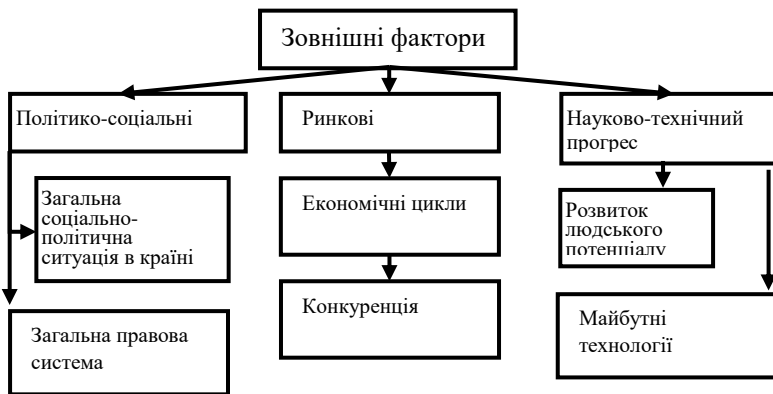 Зовнішні фактори
Політико-соціальні
Ринкові
Науково-технічний
прогрес
Загальна
соціально-
політична
ситуація в країні
Економічні цикли
Розвиток
людського
потенціалу
Загальна правова
система
Конкуренція
Майбутні
технології